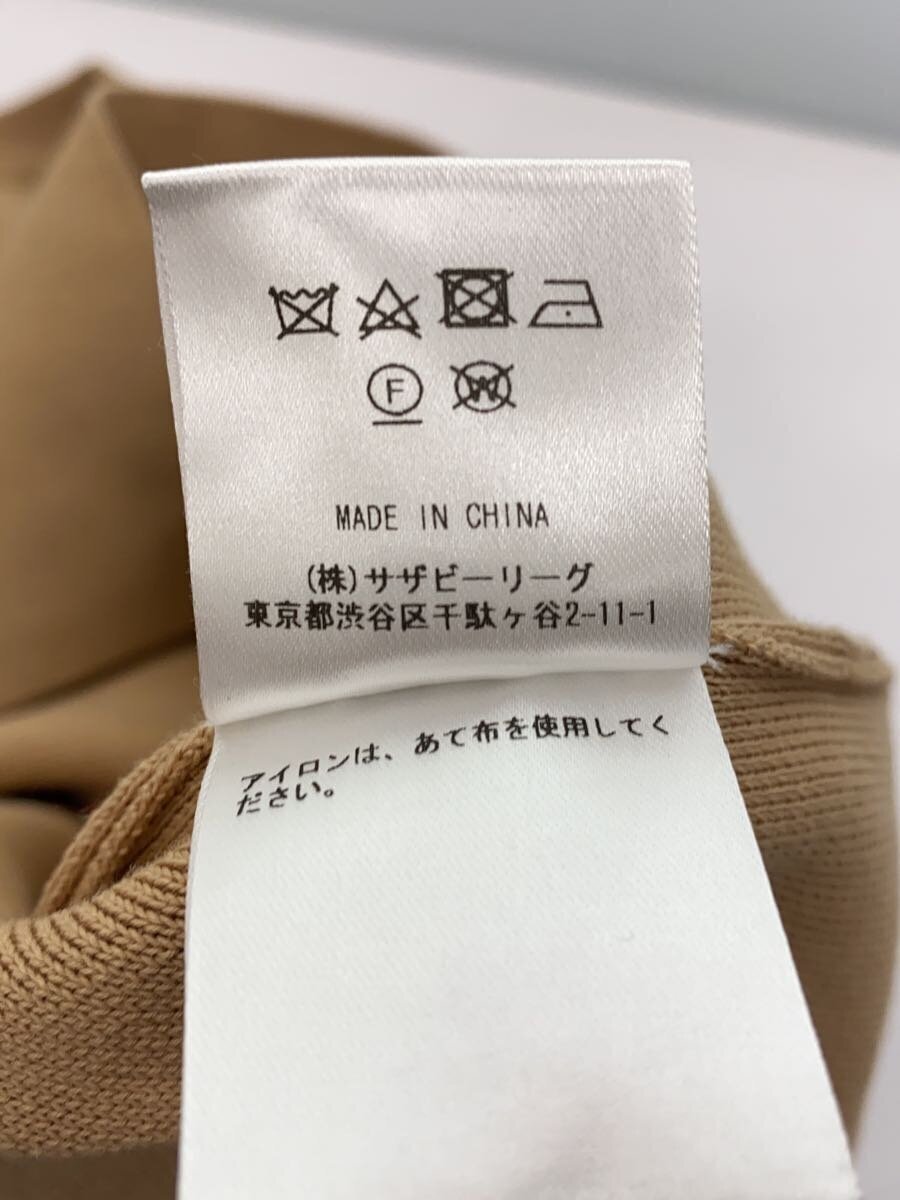 F W
MADE IN CHINA
(株)サザビーリーグ
東京都渋谷区千駄ヶ谷2-11-1
アイロンは、あて布を使用してく
ださい。